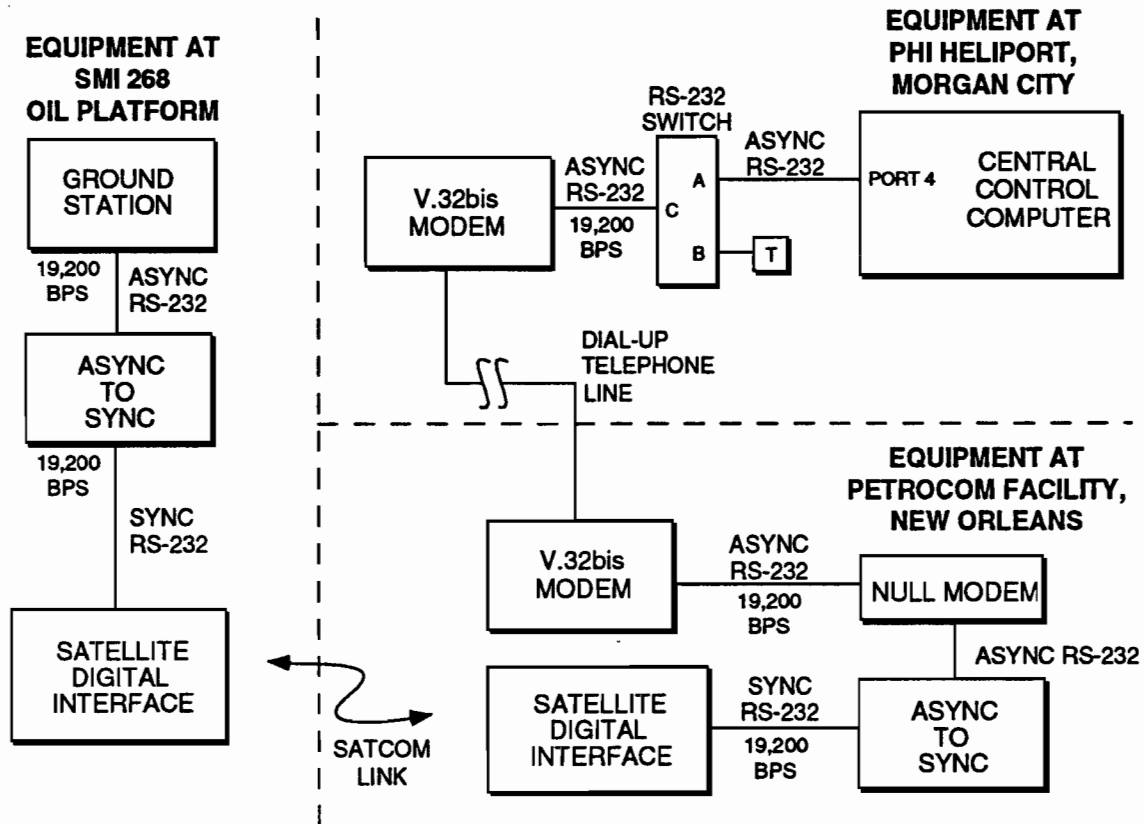 EQUIPMENT AT
SMI 268
OIL PLATFORM
GROUND
STATION
19,200
BPS
ASYNC
RS-232
ASYNC
TO
SYNC
19,200
BPS
SYNC
RS-232
SATELLITE
DIGITAL
INTERFACE
SATCOM
LINK
EQUIPMENT AT
PHI HELIPORT,
MORGAN CITY
V.32bis
MODEM
ASYNC
RS-232
19,200
BPS
RS-232
SWITCH
A
C
B
T
ASYNC
RS-232
PORT 4
CENTRAL
CONTROL
COMPUTER
DIAL-UP
TELEPHONE
LINE
EQUIPMENT AT
PETROCOM FACILITY,
NEW ORLEANS
V.32bis
MODEM
ASYNC
RS-232
19,200
BPS
NULL MODEM
ASYNC RS-232
SATELLITE
DIGITAL
INTERFACE
SYNC
RS-232
19,200
BPS
ASYNC
TO
SYNC